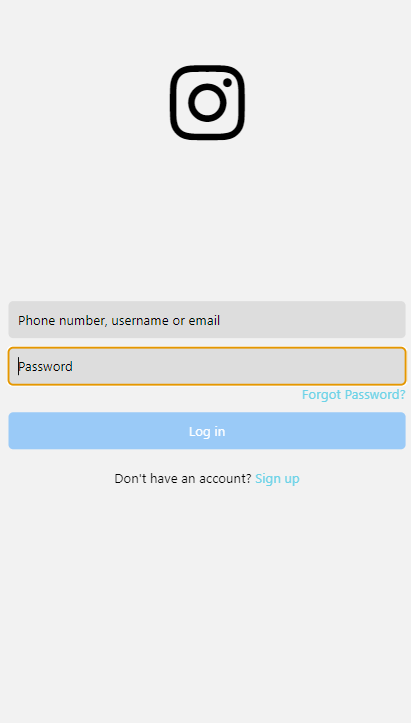 Phone number, username or email
Password
Forgot Password?
Log in
Don't have an account? Sign up